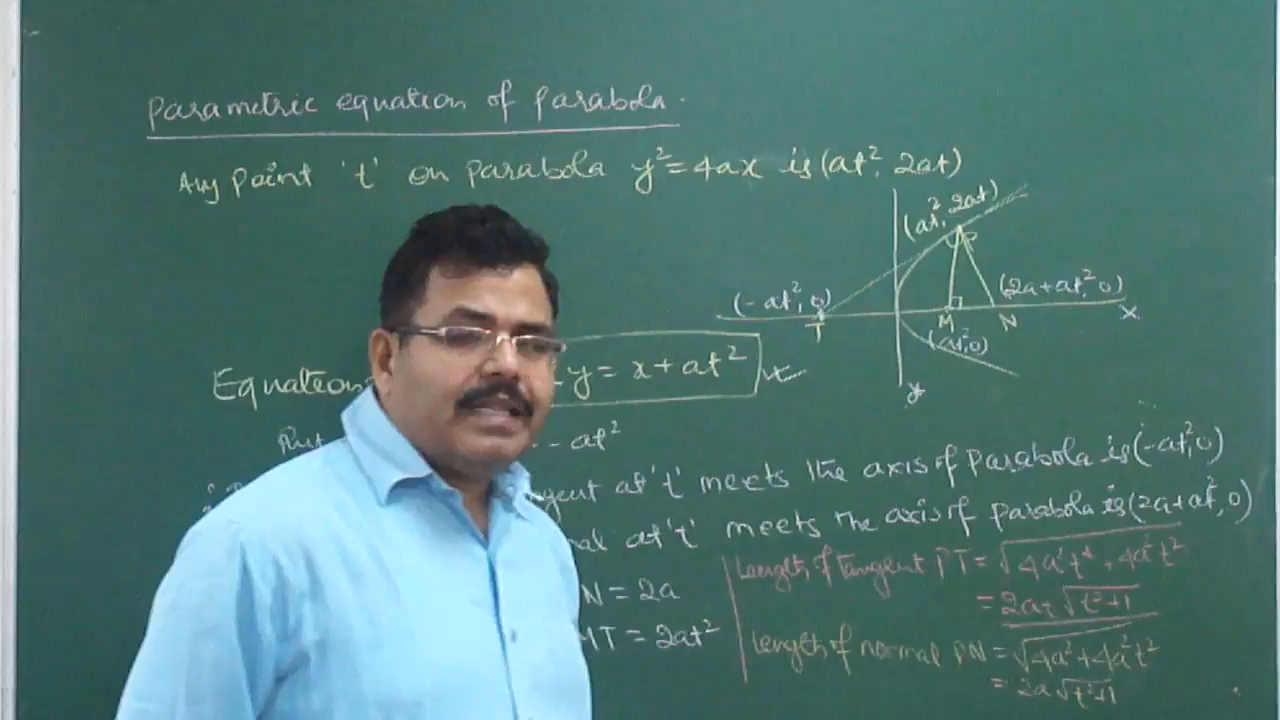 Parametric equation of parabola.
Any point 't' on parabola y² = 4ax is (at², 2at)
(at², 2at)
P
(-at², 0)
(2a+at², 0)
T
M
N
x
(at², 0)
y
Equation
y = x + at²
Put
- at²
at 't' meets the axis of parabola is (-at², 0)
at 't' meets the axis of parabola is (2a+at², 0)
N = 2a
MT = 2at²
Length of tangent PT = √4a²t⁴ + 4a²t²
= 2at √t²+1
Length of normal PN = √4a² + 4a²t²
= 2a √t²+1